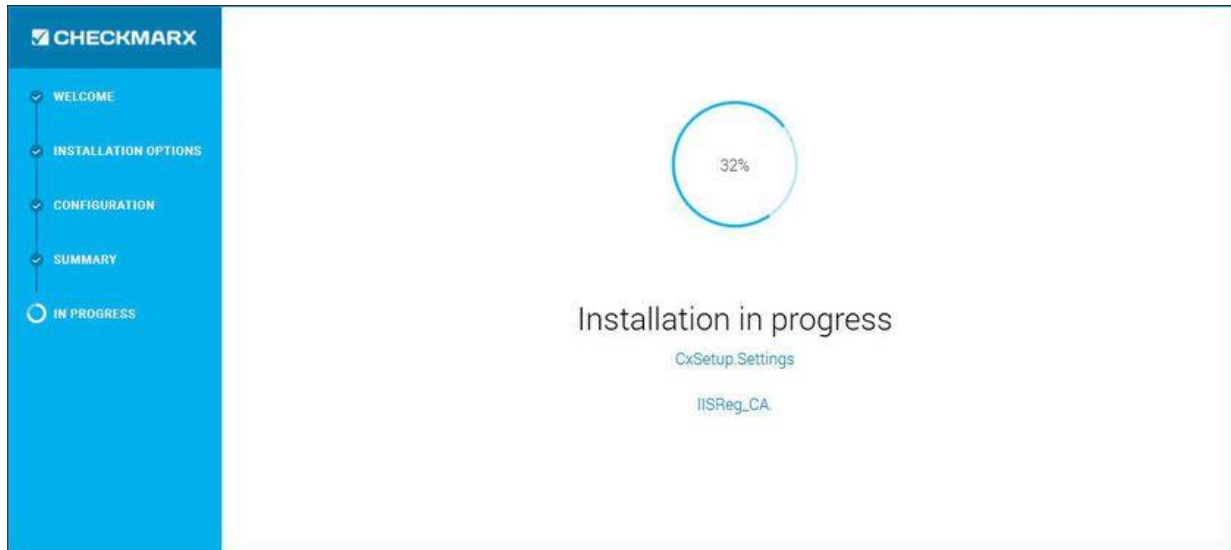 CHECKMARX
WELCOME
INSTALLATION OPTIONS
CONFIGURATION
SUMMARY
IN PROGRESS
32%
Installation in progress
CxSetup.Settings
IISReg_CA.